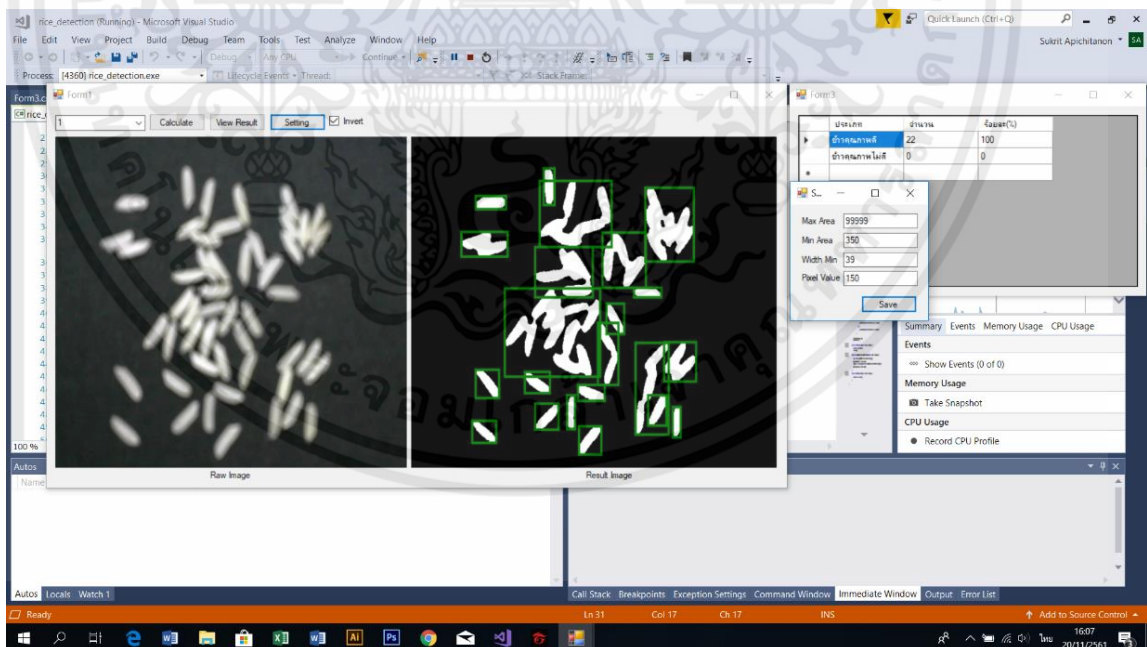 rice_detection (Running) - Microsoft Visual Studio
Quick Launch (Ctrl+Q)
File Edit View Project Build Debug Team Tools Test Analyze Window Help
Sukrit Apichitanon SA
Debug Any CPU Continue
Process: [4360] rice_detection.exe Lifecycle Events Thread: Stack Frame:
Form3.c
Form1
1 Calculate View Result Setting Invert
Raw Image
Result Image
Form3
ประเภท จำนวน ร้อยละ(%)
ข้าวคุณภาพดี 22 100
ข้าวคุณภาพไม่ดี 0 0
S...
Max Area 99999
Min Area 350
Width Min 39
Pixel Value 150
Save
Summary Events Memory Usage CPU Usage
Events
Show Events (0 of 0)
Memory Usage
Take Snapshot
CPU Usage
Record CPU Profile
100 %
Autos
Name
Autos Locals Watch 1
Call Stack Breakpoints Exception Settings Command Window Immediate Window Output Error List
Ready Ln 31 Col 17 Ch 17 INS Add to Source Control
ไทย 16:07
20/11/2561